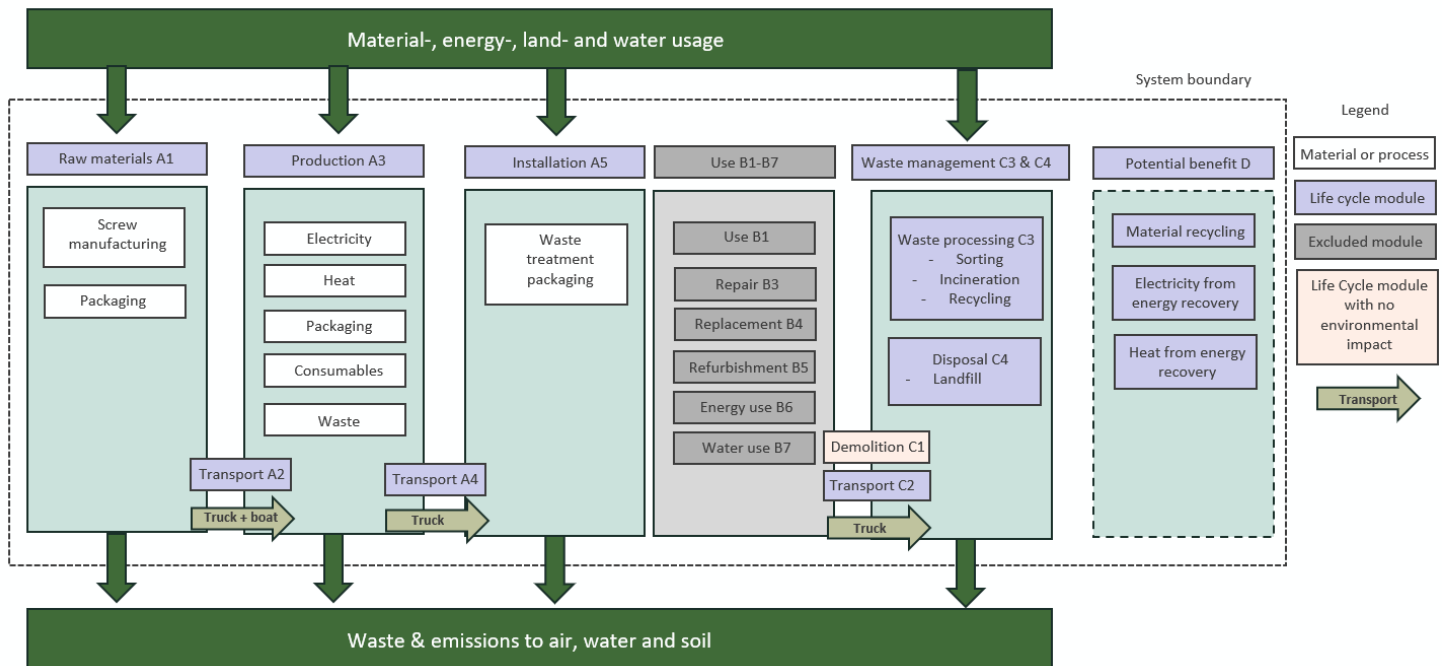 Material-, energy-, land- and water usage
System boundary
Raw materials A1
Screw
manufacturing
Packaging
Transport A2
Truck + boat
Production A3
Electricity
Heat
Packaging
Consumables
Waste
Transport A4
Truck
Installation A5
Waste
treatment
packaging
Use B1-B7
Use B1
Repair B3
Replacement B4
Refurbishment B5
Energy use B6
Water use B7
Demolition C1
Transport C2
Truck
Waste management C3 & C4
Waste processing C3
- Sorting
- Incineration
- Recycling
Disposal C4
- Landfill
Potential benefit D
Material recycling
Electricity from
energy recovery
Heat from energy
recovery
Legend
Material or process
Life cycle module
Excluded module
Life Cycle module
with no
environmental
impact
Transport
Waste & emissions to air, water and soil